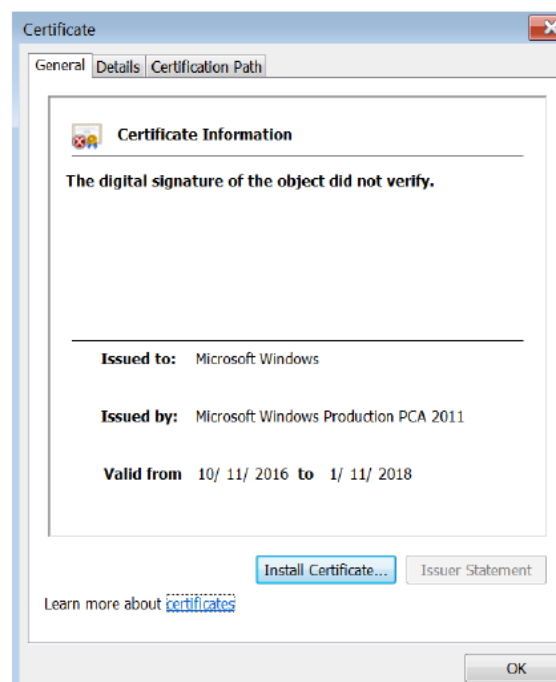 Certificate
General Details Certification Path
Certificate Information
The digital signature of the object did not verify.
Issued to: Microsoft Windows
Issued by: Microsoft Windows Production PCA 2011
Valid from 10/ 11/ 2016 to 1/ 11/ 2018
Install Certificate... Issuer Statement
Learn more about certificates
OK